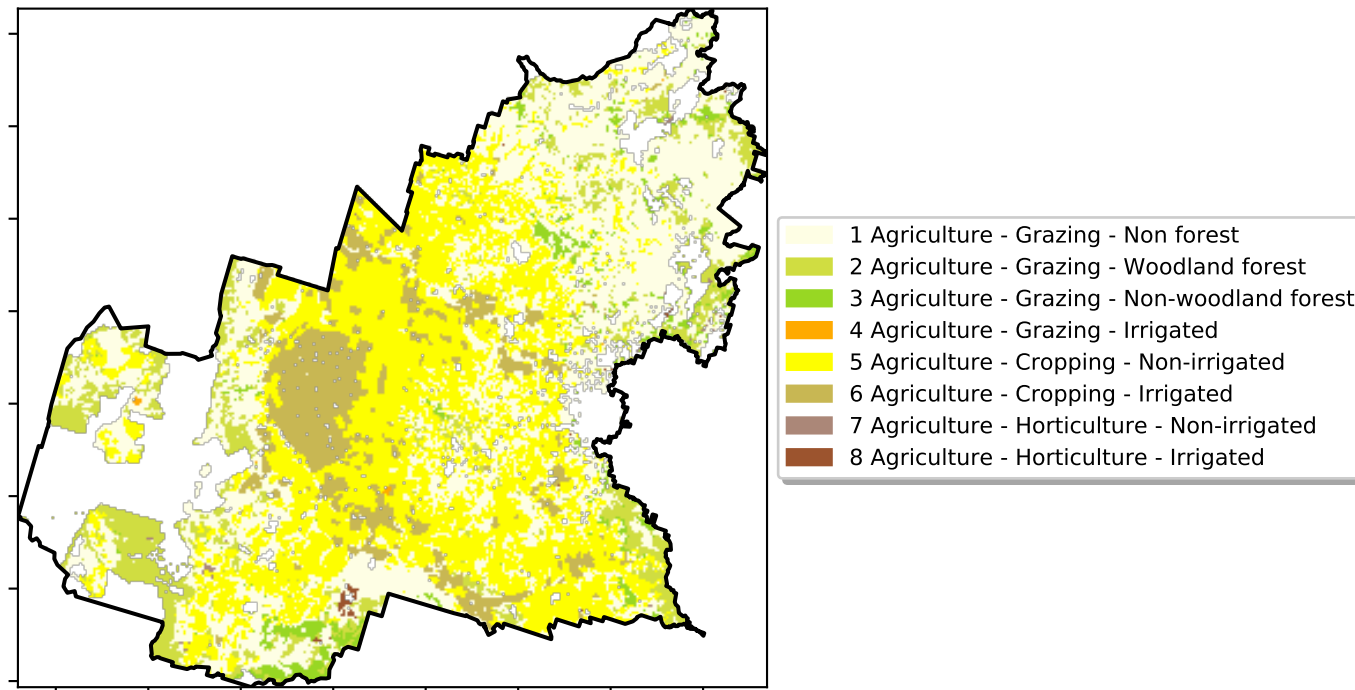 1 Agriculture - Grazing - Non forest
2 Agriculture - Grazing - Woodland forest
3 Agriculture - Grazing - Non-woodland forest
4 Agriculture - Grazing - Irrigated
5 Agriculture - Cropping - Non-irrigated
6 Agriculture - Cropping - Irrigated
7 Agriculture - Horticulture - Non-irrigated
8 Agriculture - Horticulture - Irrigated